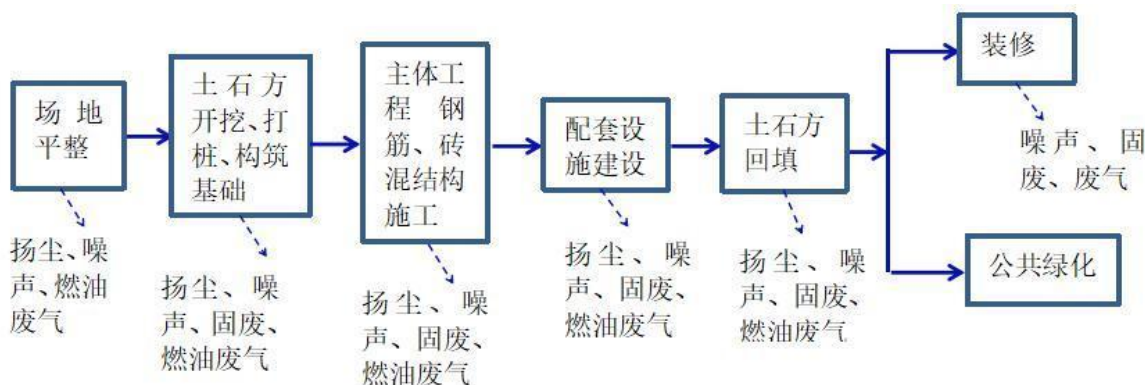 场地
平整
扬尘、噪
声、燃油
废气
土石方
开挖、打
桩、构筑
基础
扬尘、噪
声、固废、
燃油废气
主体工
程钢
筋、砖
混结构
施工
扬尘、噪
声、固废、
燃油废气
配套设
施建设
扬尘、噪
声、固废、
燃油废气
土石方
回填
扬尘、噪
声、固废、
燃油废气
装修
噪声、固
废、废气
公共绿化